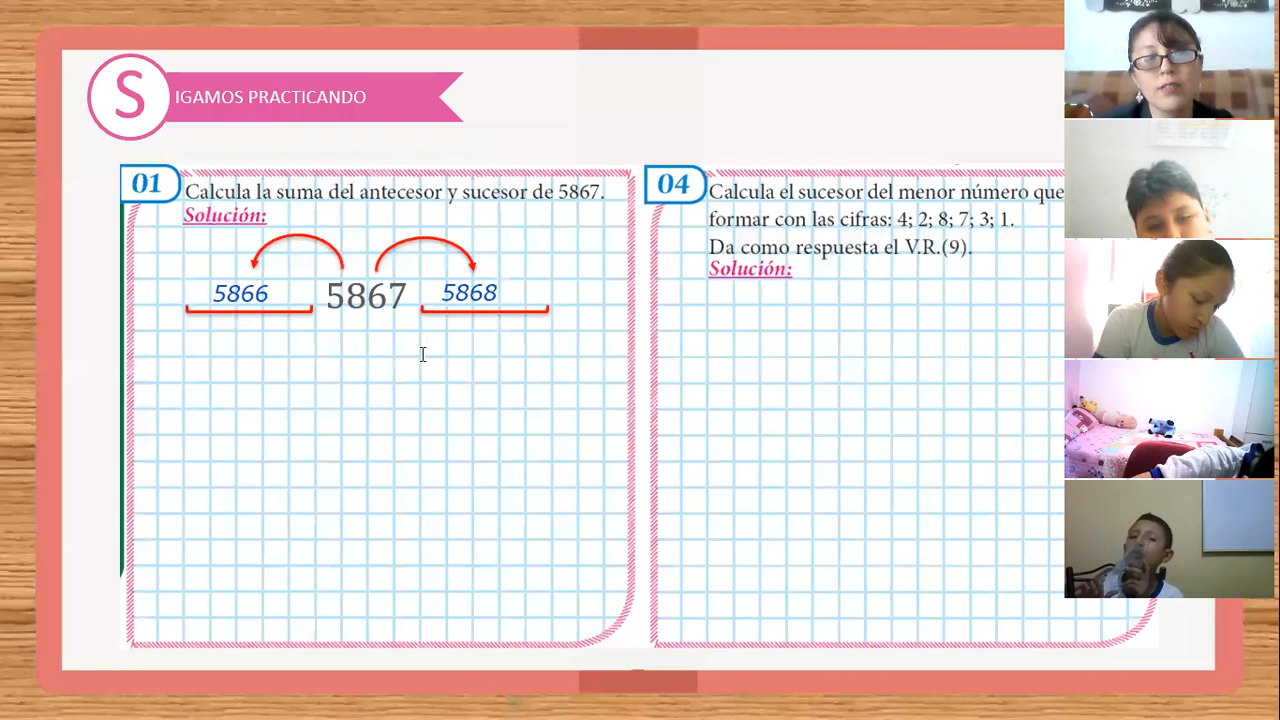 S
IGAMOS PRACTICANDO
01
Calcula la suma del antecesor y sucesor de 5867.
Solución:
5866 5867 5868
04
Calcula el sucesor del menor número que
formar con las cifras: 4; 2; 8; 7; 3; 1.
Da como respuesta el V.R.(9).
Solución: